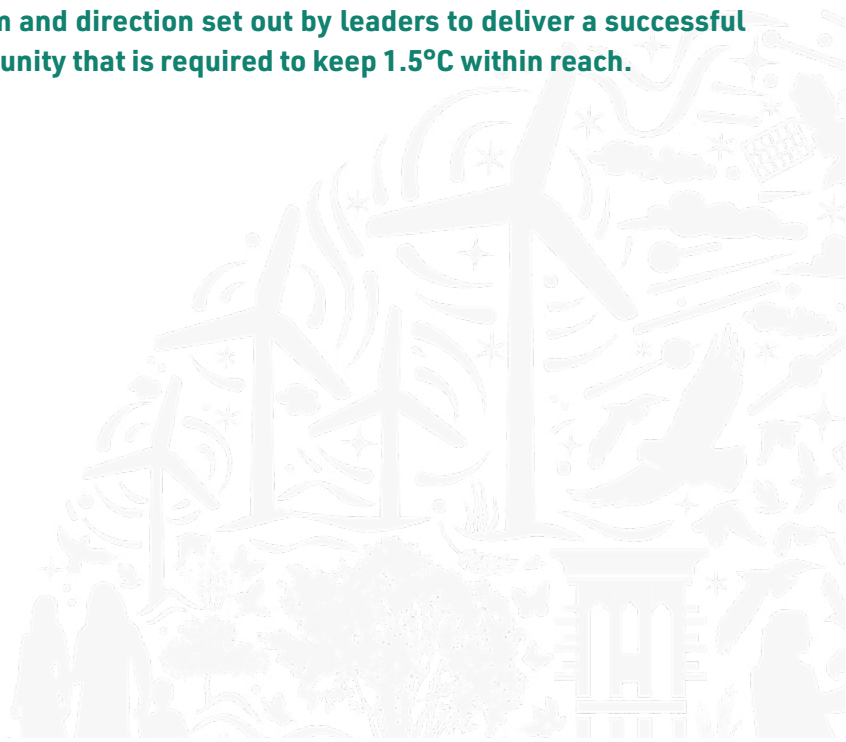 and direction set out by leaders to deliver a successful
unity that is required to keep 1.5°C within reach.